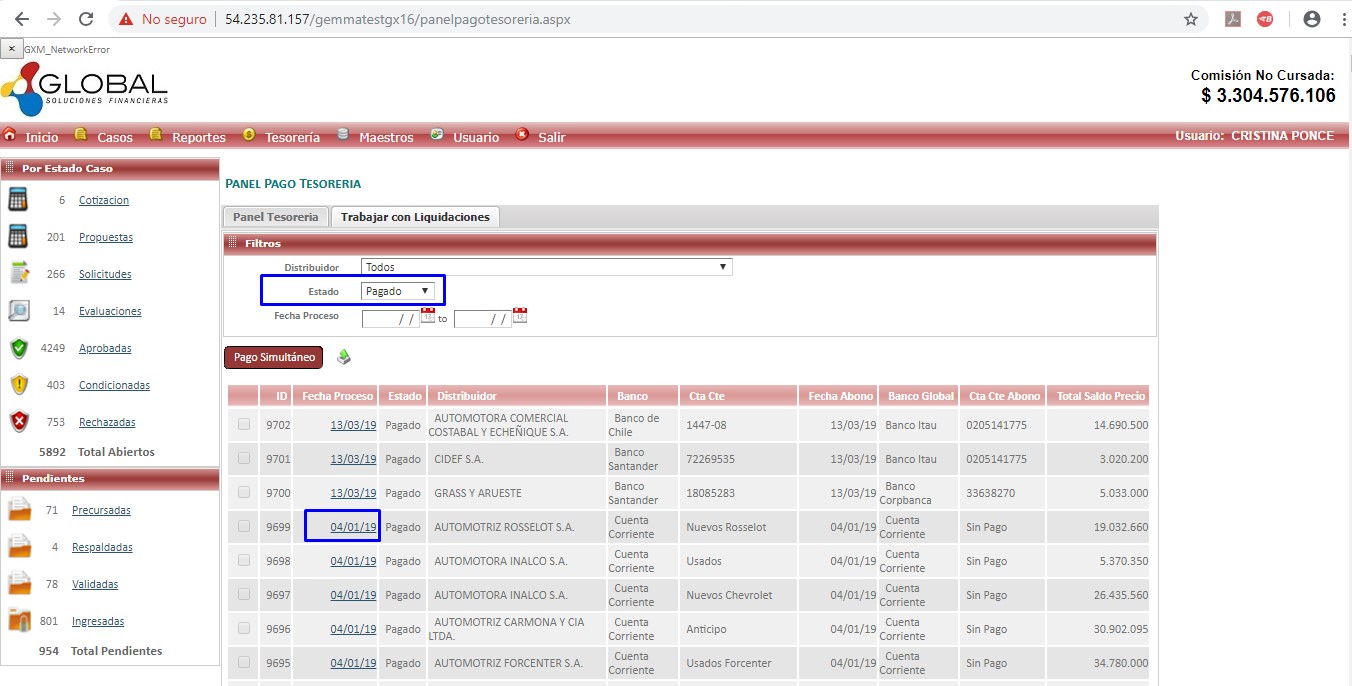 No seguro | 54.235.81.157/gemmatestgx16/panelpagotesoreria.aspx
× GXM_NetworkError
GLOBAL
SOLUCIONES FINANCIERAS
Comisión No Cursada:
$ 3.304.576.106
Inicio Casos Reportes Tesorería Maestros Usuario Salir Usuario: CRISTINA PONCE
Por Estado Caso
6 Cotizacion
201 Propuestas
266 Solicitudes
14 Evaluaciones
4249 Aprobadas
403 Condicionadas
753 Rechazadas
5892 Total Abiertos
Pendientes
71 Precursadas
4 Respaldadas
78 Validadas
801 Ingresadas
954 Total Pendientes
PANEL PAGO TESORERIA
Panel Tesoreria Trabajar con Liquidaciones
Filtros
Distribuidor Todos
Estado Pagado
Fecha Proceso / / to / /
Pago Simultáneo
ID Fecha Proceso Estado Distribuidor Banco Cta Cte Fecha Abono Banco Global Cta Cte Abono Total Saldo Precio
9702 13/03/19 Pagado AUTOMOTORA COMERCIAL COSTABAL Y ECHEÑIQUE S.A. Banco de Chile 1447-08 13/03/19 Banco Itau 0205141775 14.690.500
9701 13/03/19 Pagado CIDEF S.A. Banco Santander 72269535 13/03/19 Banco Itau 0205141775 3.020.200
9700 13/03/19 Pagado GRASS Y ARUESTE Banco Santander 18085283 13/03/19 Banco Corpbanca 33638270 5.033.000
9699 04/01/19 Pagado AUTOMOTRIZ ROSSELOT S.A. Cuenta Corriente Nuevos Rosselot 04/01/19 Cuenta Corriente Sin Pago 19.032.660
9698 04/01/19 Pagado AUTOMOTORA INALCO S.A. Cuenta Corriente Usados 04/01/19 Cuenta Corriente Sin Pago 5.370.350
9697 04/01/19 Pagado AUTOMOTORA INALCO S.A. Cuenta Corriente Nuevos Chevrolet 04/01/19 Cuenta Corriente Sin Pago 26.435.560
9696 04/01/19 Pagado AUTOMOTRIZ CARMONA Y CIA LTDA. Cuenta Corriente Anticipo 04/01/19 Cuenta Corriente Sin Pago 30.902.095
9695 04/01/19 Pagado AUTOMOTRIZ FORCENTER S.A. Cuenta Corriente Usados Forcenter 04/01/19 Cuenta Corriente Sin Pago 34.780.000